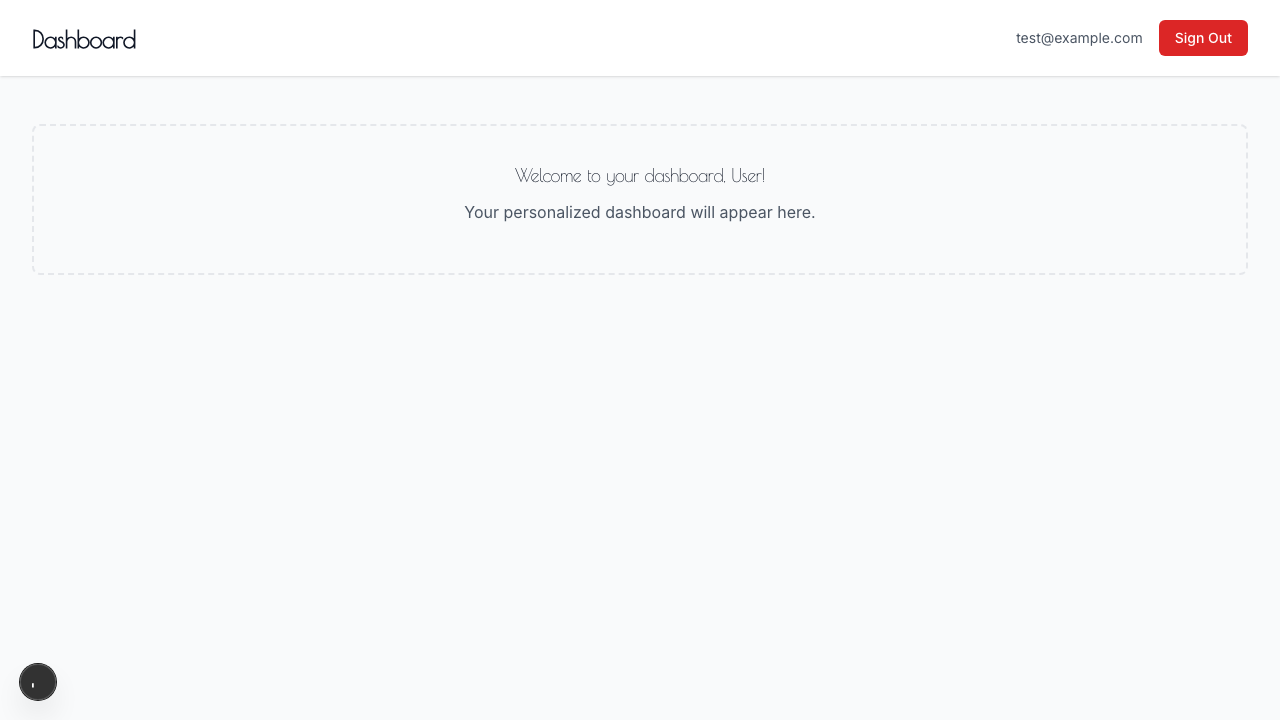 Dashboard
test@example.com
Sign Out
Welcome to your dashboard, User!
Your personalized dashboard will appear here.